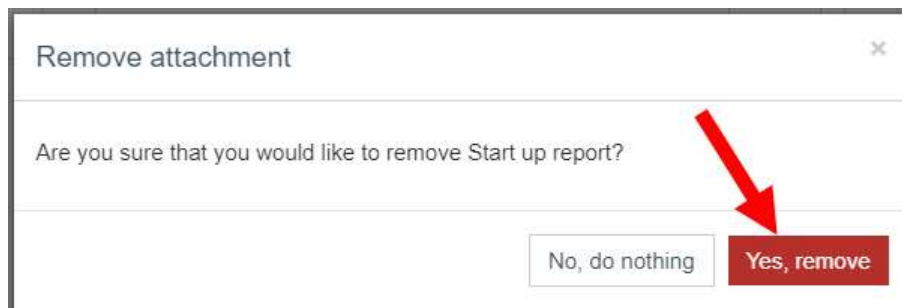 Remove attachment
×
Are you sure that you would like to remove Start up report?
No, do nothing
Yes, remove